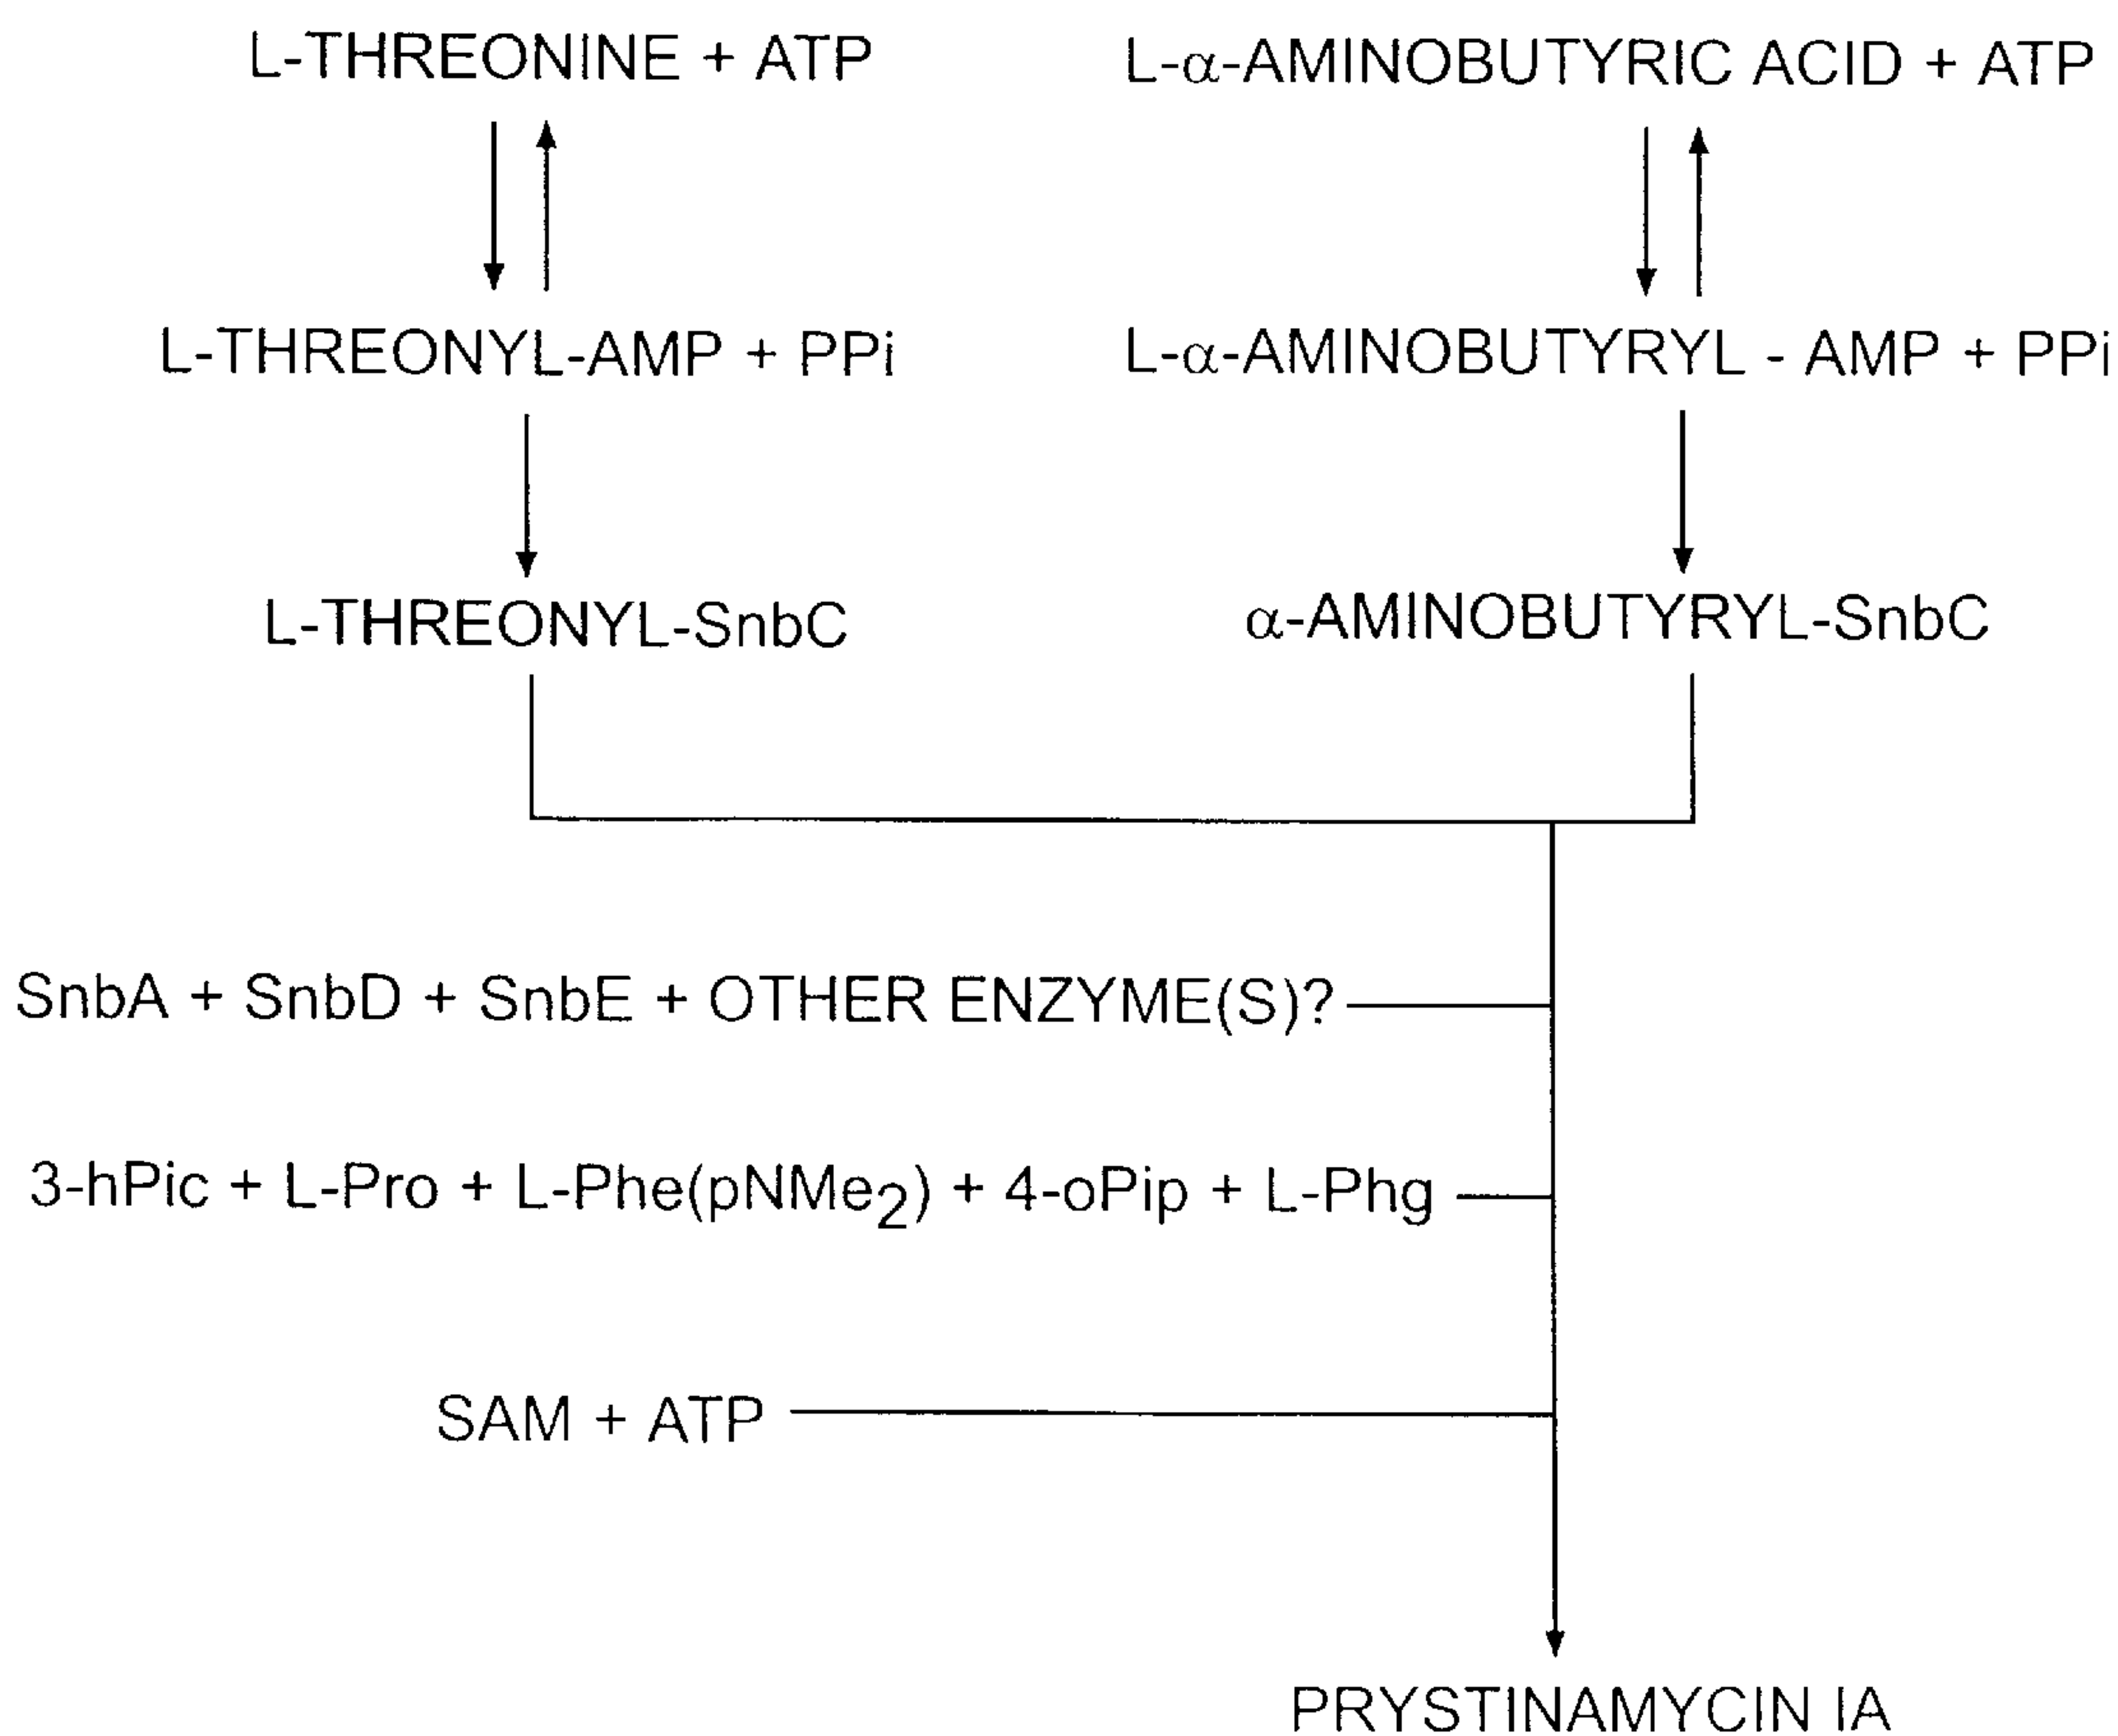 L-THREONINE + ATP
L-α-AMINOBUTYRIC ACID + ATP
L-THREONYL-AMP + PPi
L-α-AMINOBUTYRYL - AMP + PPi
L-THREONYL-SnbC
α-AMINOBUTYRYL-SnbC
SnbA + SnbD + SnbE + OTHER ENZYME(S)?
3-hPic + L-Pro + L-Phe(pNMe2) + 4-oPip + L-Phg
SAM + ATP
PRYSTINAMYCIN IA